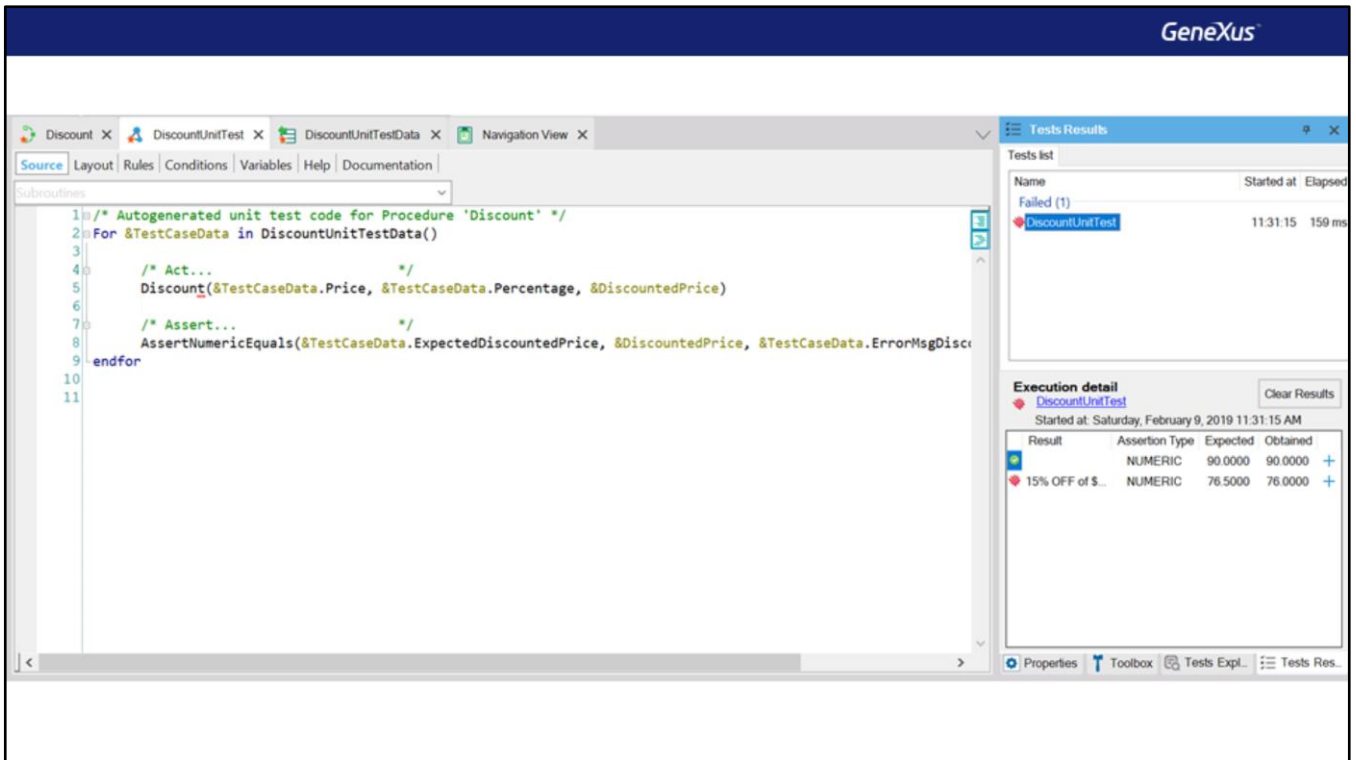 GeneXus™
Discount X DiscountUnitTest X DiscountUnitTestData X Navigation View X
Source Layout Rules Conditions Variables Help Documentation
Subroutines
1 /* Autogenerated unit test code for Procedure 'Discount' */
2 For &TestCaseData in DiscountUnitTestData()
3
4 /* Act... */
5 Discount(&TestCaseData.Price, &TestCaseData.Percentage, &DiscountedPrice)
6
7 /* Assert... */
8 AssertNumericEquals(&TestCaseData.ExpectedDiscountedPrice, &DiscountedPrice, &TestCaseData.ErrorMsgDisc
9 endfor
10
11
Tests Results
Tests list
Name Started at Elapsed
Failed (1)
DiscountUnitTest 11:31:15 159 ms
Execution detail
Clear Results
DiscountUnitTest
Started at: Saturday, February 9, 2019 11:31:15 AM
Result Assertion Type Expected Obtained
NUMERIC 90.0000 90.0000 +
15% OFF of $... NUMERIC 76.5000 76.0000 +
Properties Toolbox Tests Expl... Tests Res...